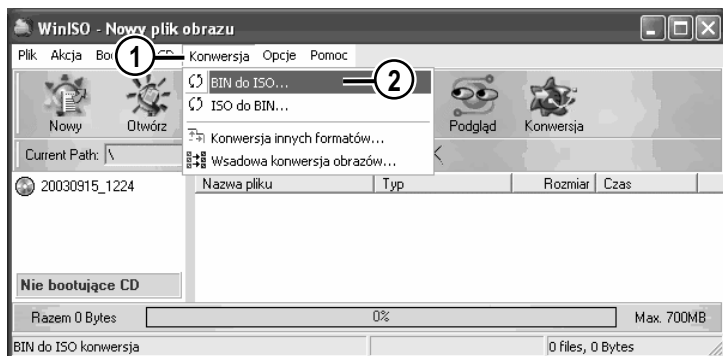 WinISO - Nowy plik obrazu
Plik Akcja Konwersja Opcje Pomoc
1
BIN do ISO...
2
ISO do BIN...
Konwersja innych formatów...
Wsadowa konwersja obrazów...
Nowy Otwórz Podgląd Konwersja
Current Path: \
20030915_1224
Nazwa pliku Typ Rozmiar Czas
Nie bootujące CD
Razem 0 Bytes 0% Max. 700MB
BIN do ISO konwersja 0 files, 0 Bytes